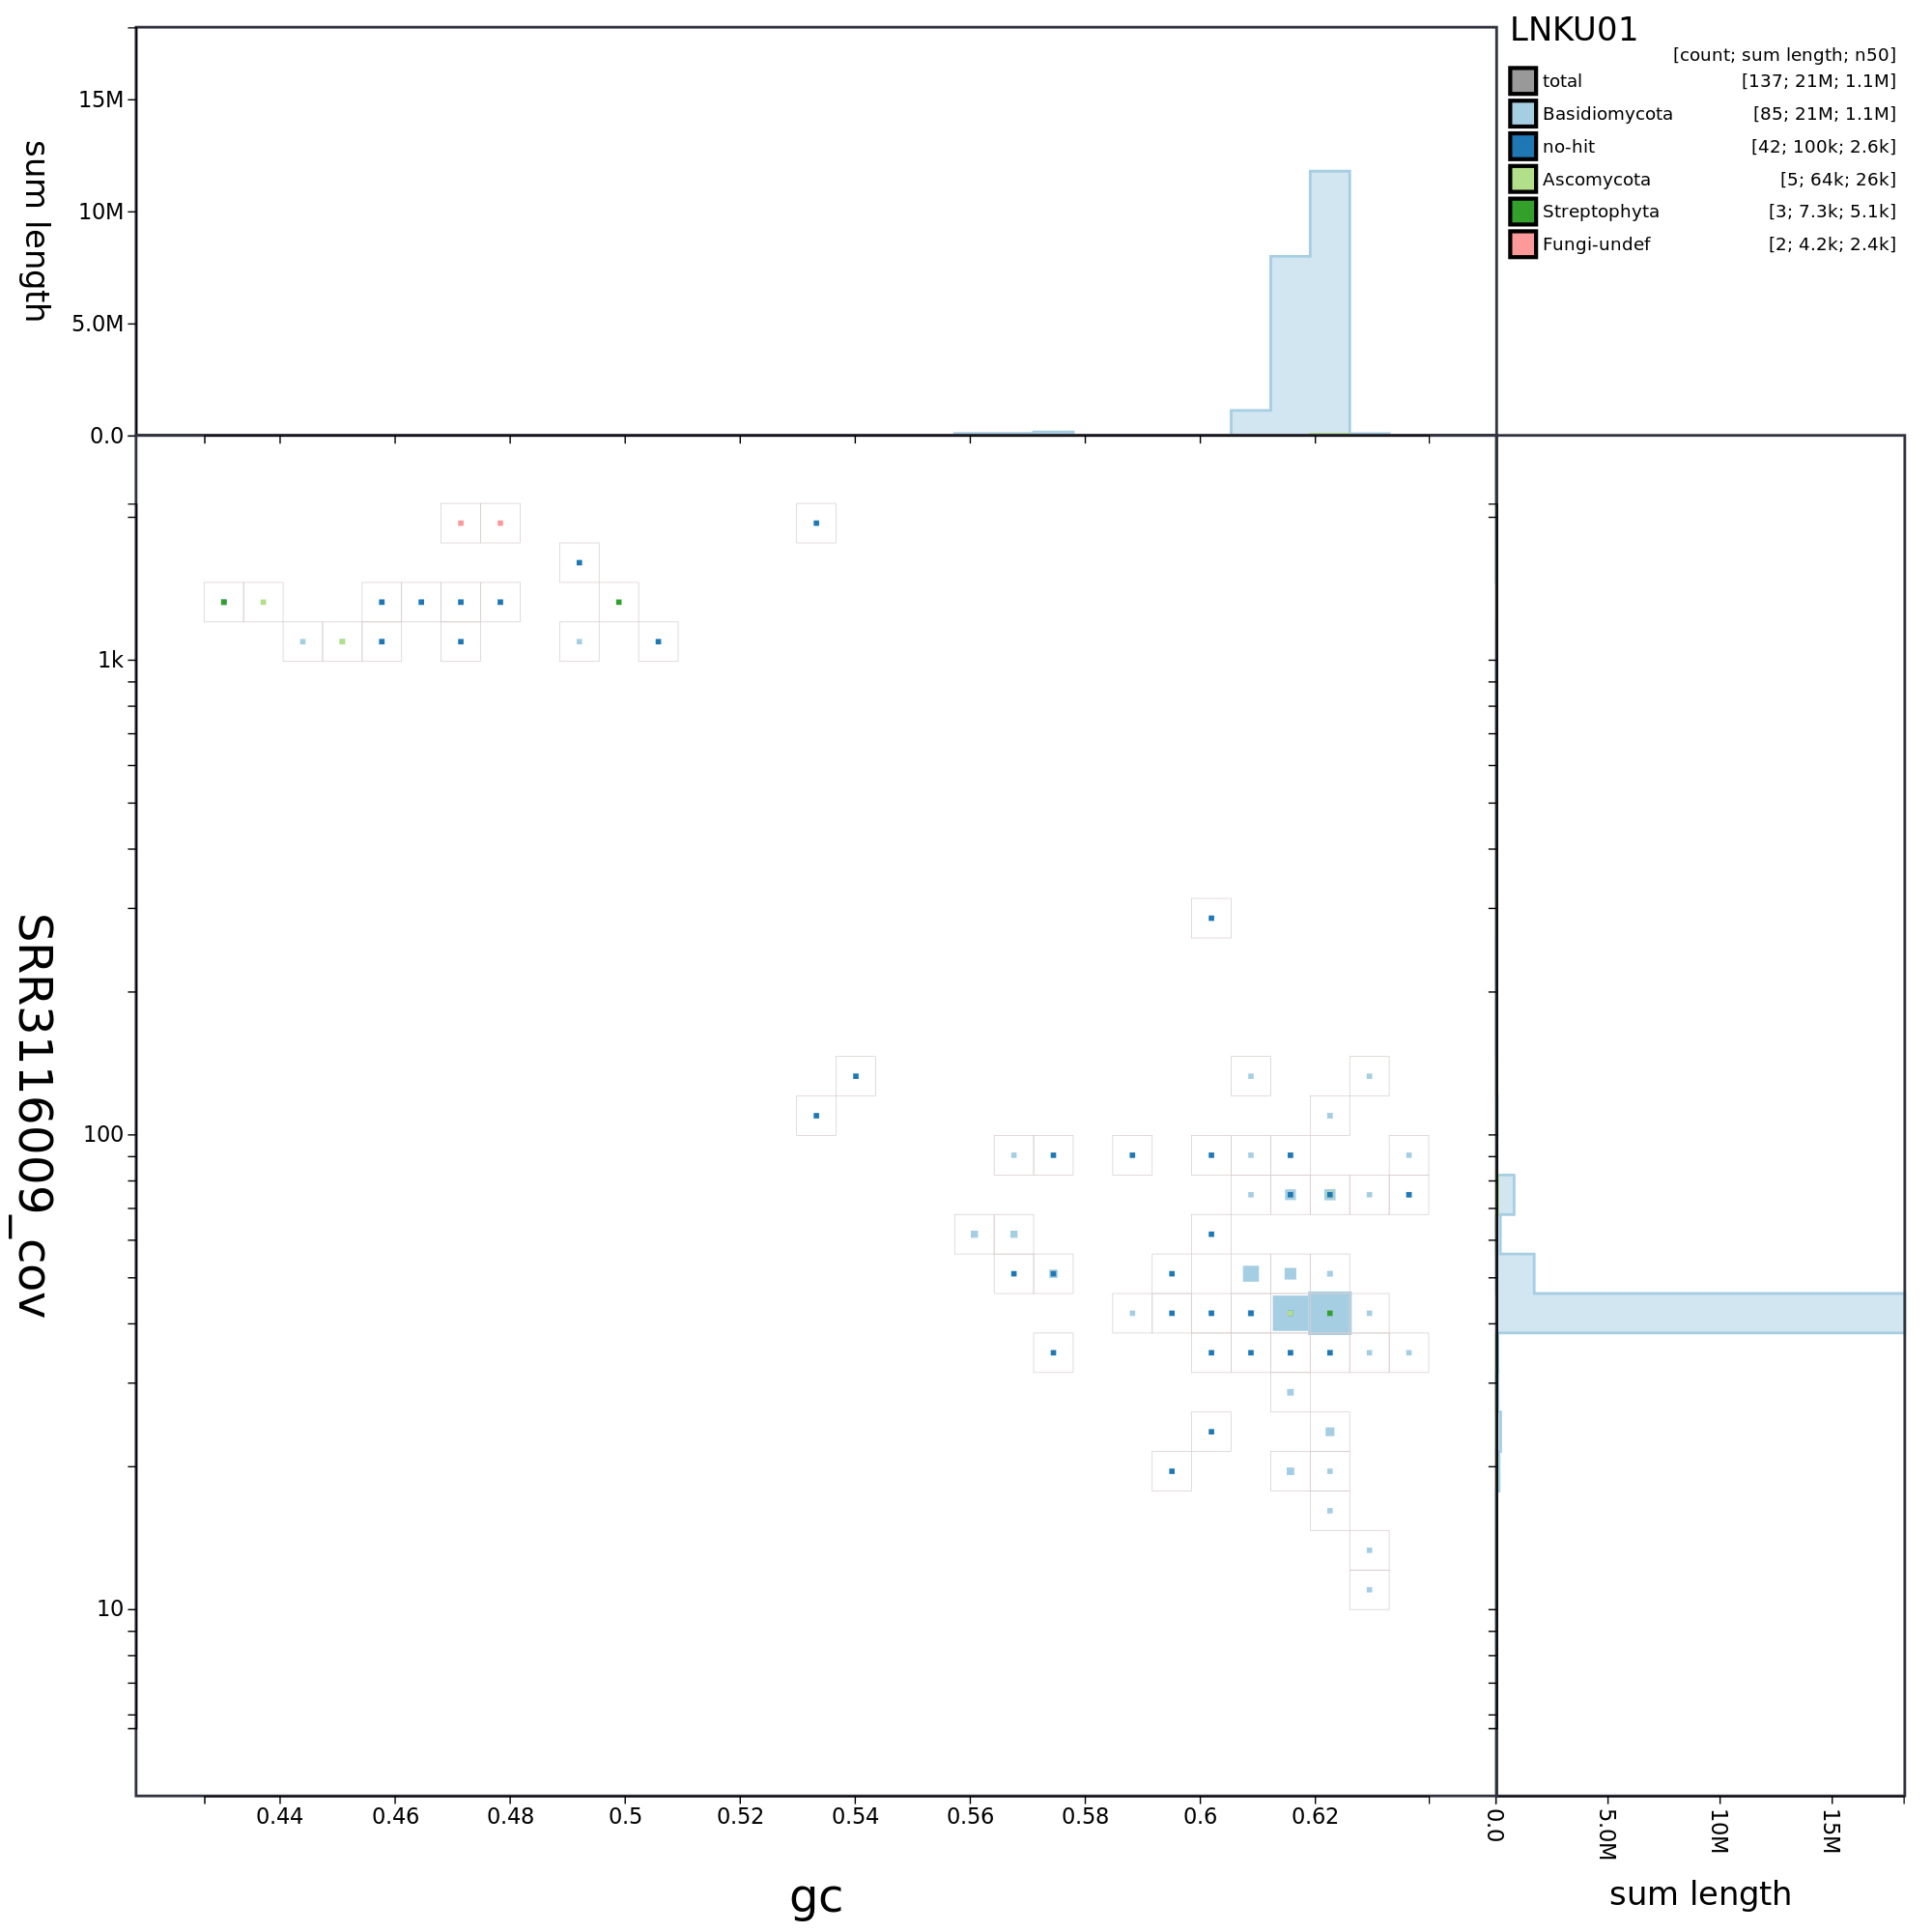 LNKU01
[count; sum length; n50]
total [137; 21M; 1.1M]
Basidiomycota [85; 21M; 1.1M]
no-hit [42; 100k; 2.6k]
Ascomycota [5; 64k; 26k]
Streptophyta [3; 7.3k; 5.1k]
Fungi-undef [2; 4.2k; 2.4k]
sum length
15M
10M
5.0M
0.0
SRR3116009_cov
1k
100
10
0.44 0.46 0.48 0.5 0.52 0.54 0.56 0.58 0.6 0.62
gc
0.0 5.0M 10M 15M
sum length